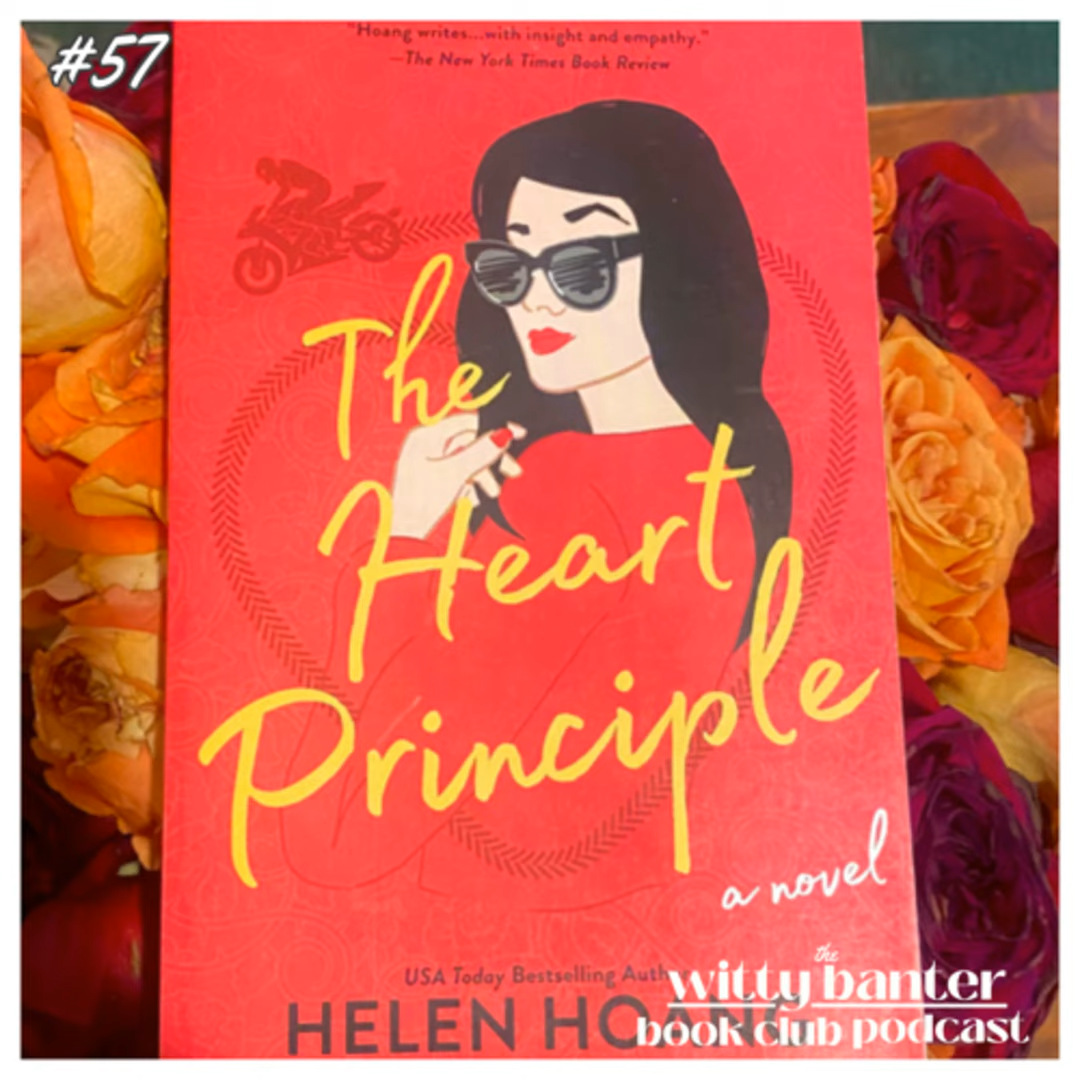 #57
"Hoang writes...with insight and empathy."
—The New York Times Book Review
The
Heart
Principle
a novel
USA Today Bestselling Auth
HELEN HOANG
the
witty banter
book club podcast